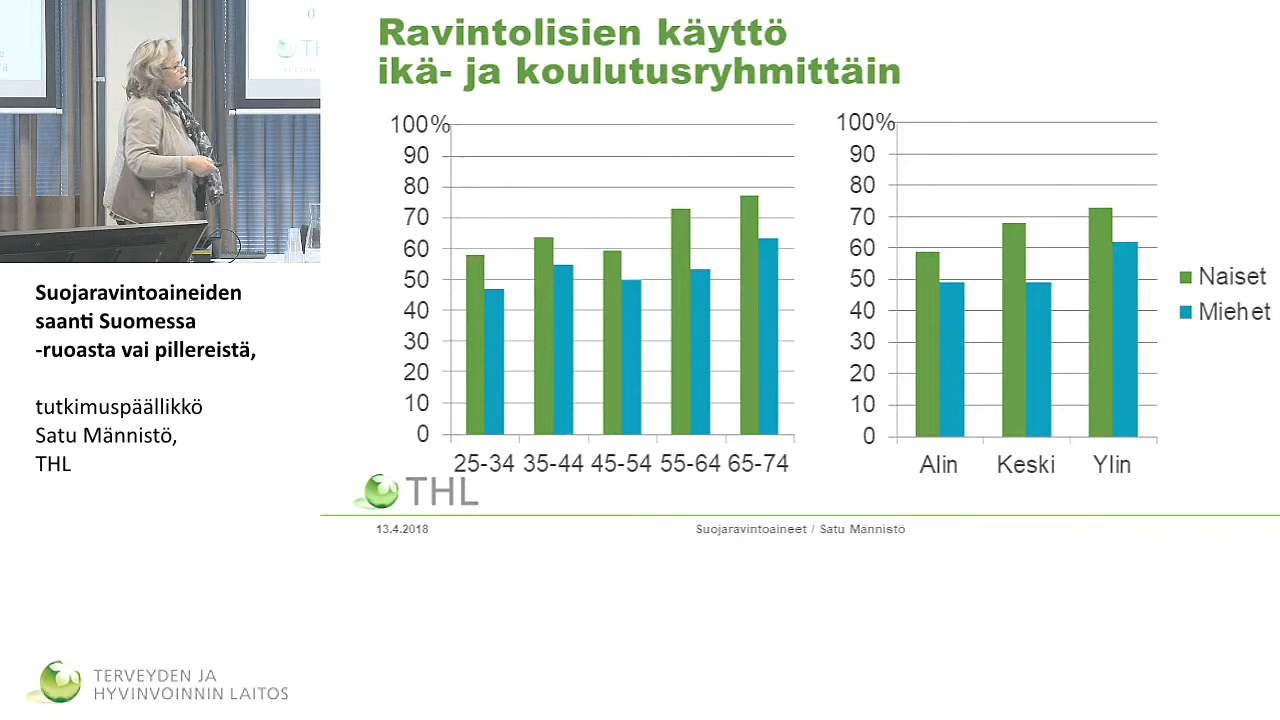 Ravintolisien käyttö
ikä- ja koulutusryhmittäin
100%
90
80
70
60
50
40
30
20
10
0
25-34 35-44 45-54 55-64 65-74
100%
90
80
70
60
50
40
30
20
10
0
Alin Keski Ylin
Naiset
Miehet
THL
13.4.2018 Suojaravintoaineet / Satu Männistö
Suojaravintoaineiden
saanti Suomessa
-ruoasta vai pillereistä,
tutkimuspäällikkö
Satu Männistö,
THL
TERVEYDEN JA
HYVINVOINNIN LAITOS